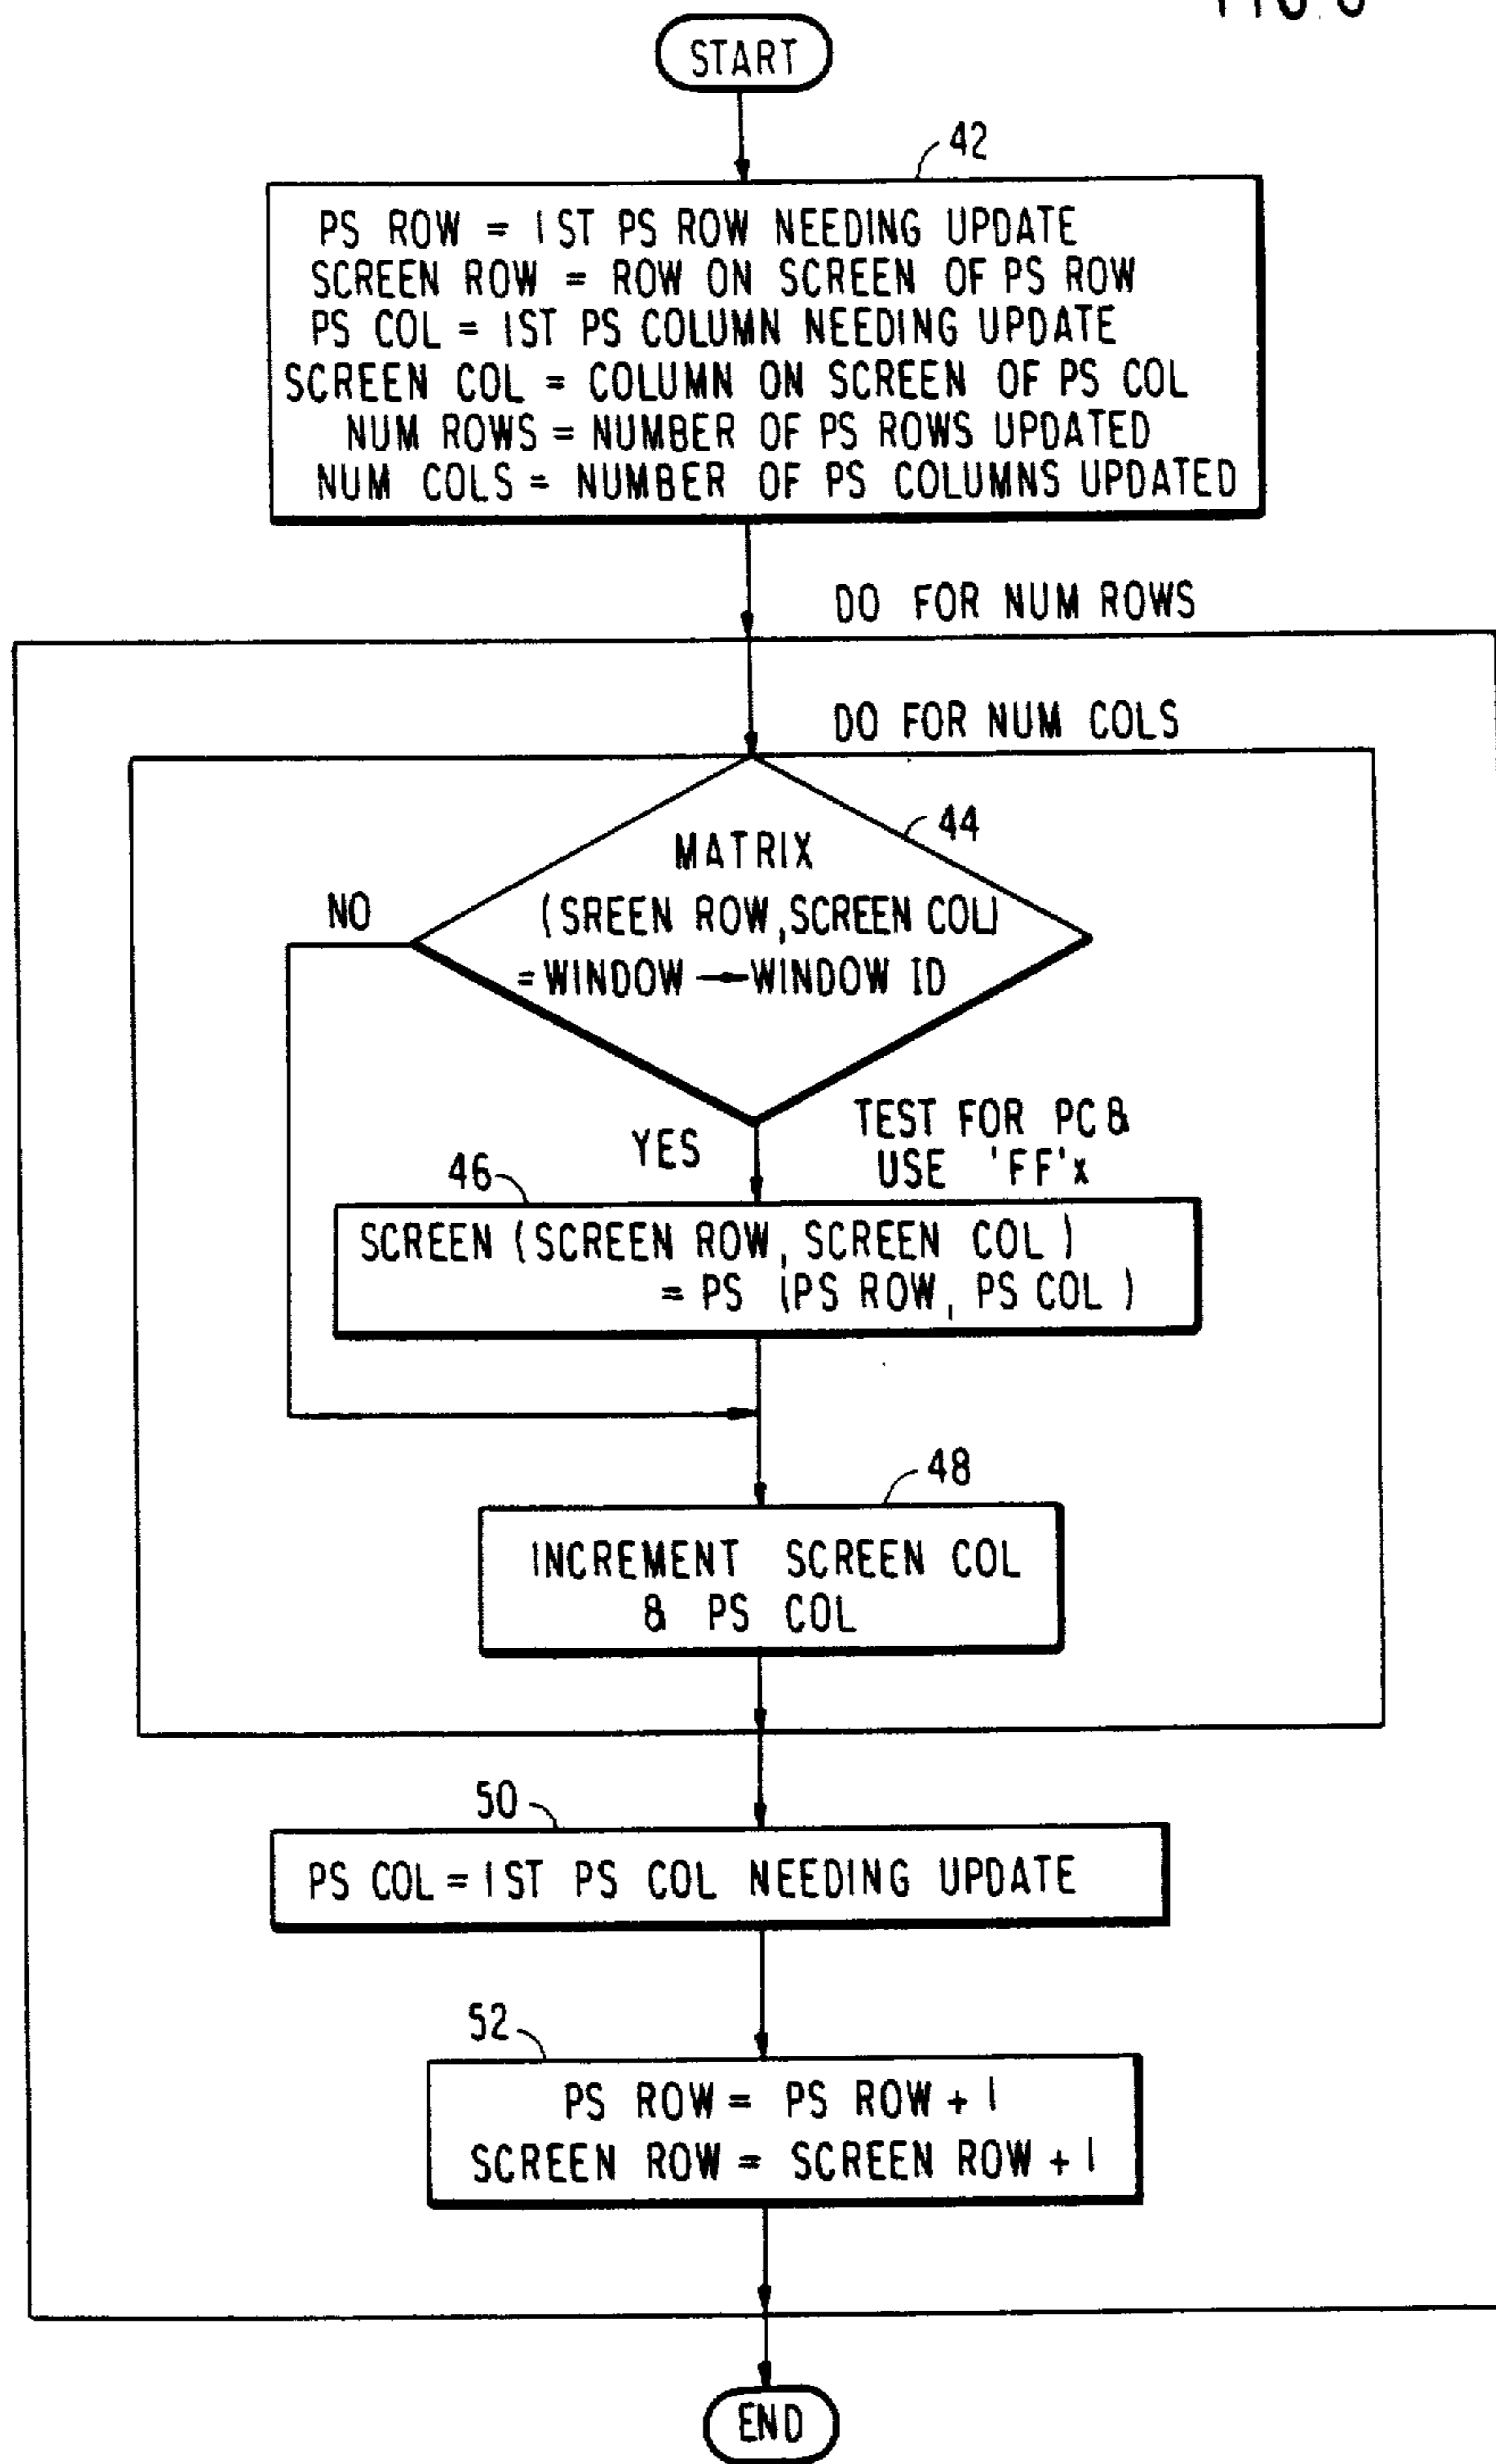 START
42
PS ROW = 1ST PS ROW NEEDING UPDATE
SCREEN ROW = ROW ON SCREEN OF PS ROW
PS COL = 1ST PS COLUMN NEEDING UPDATE
SCREEN COL = COLUMN ON SCREEN OF PS COL
NUM ROWS = NUMBER OF PS ROWS UPDATED
NUM COLS = NUMBER OF PS COLUMNS UPDATED
DO FOR NUM ROWS
DO FOR NUM COLS
44
MATRIX
(SREEN ROW, SCREEN COL)
= WINDOW → WINDOW ID
NO
YES
TEST FOR PC &
USE 'FF'x
46
SCREEN (SCREEN ROW, SCREEN COL)
= PS (PS ROW, PS COL)
48
INCREMENT SCREEN COL
& PS COL
50
PS COL = 1ST PS COL NEEDING UPDATE
52
PS ROW = PS ROW + 1
SCREEN ROW = SCREEN ROW + 1
END